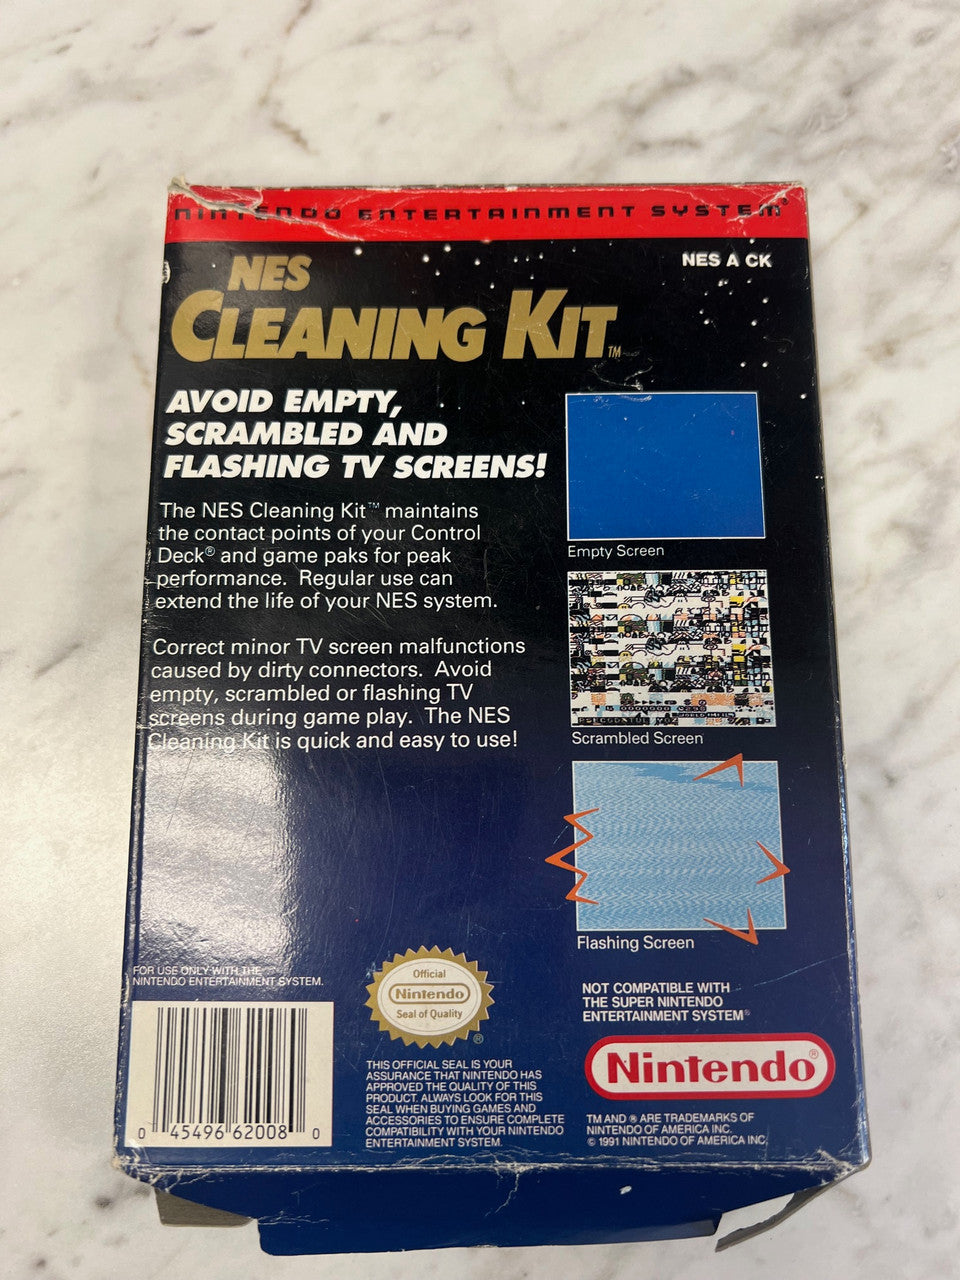 NINTENDO ENTERTAINMENT SYSTEM®
NES A CK
NES
CLEANING KIT™
AVOID EMPTY,
SCRAMBLED AND
FLASHING TV SCREENS!
The NES Cleaning Kit™ maintains
the contact points of your Control
Deck® and game paks for peak
performance. Regular use can
extend the life of your NES system.
Correct minor TV screen malfunctions
caused by dirty connectors. Avoid
empty, scrambled or flashing TV
screens during game play. The NES
Cleaning Kit is quick and easy to use!
Empty Screen
Scrambled Screen
Flashing Screen
FOR USE ONLY WITH THE
NINTENDO ENTERTAINMENT SYSTEM.
0 45496 62008 0
Official
Nintendo
Seal of Quality
®
THIS OFFICIAL SEAL IS YOUR
ASSURANCE THAT NINTENDO HAS
APPROVED THE QUALITY OF THIS
PRODUCT. ALWAYS LOOK FOR THIS
SEAL WHEN BUYING GAMES AND
ACCESSORIES TO ENSURE COMPLETE
COMPATIBILITY WITH YOUR NINTENDO
ENTERTAINMENT SYSTEM.
NOT COMPATIBLE WITH
THE SUPER NINTENDO
ENTERTAINMENT SYSTEM®
Nintendo®
TM AND ® ARE TRADEMARKS OF
NINTENDO OF AMERICA INC.
© 1991 NINTENDO OF AMERICA INC.